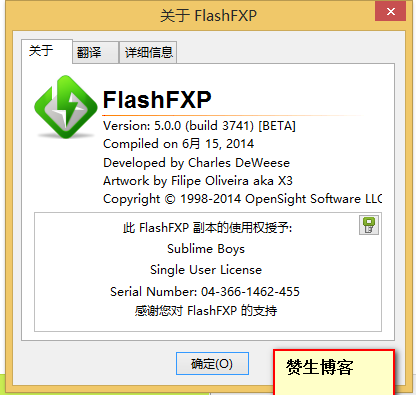 关于 FlashFXP
关于
翻译
详细信息
FlashFXP
Version: 5.0.0 (build 3741) [BETA]
Compiled on 6月 15, 2014
Developed by Charles DeWeese
Artwork by Filipe Oliveira aka X3
Copyright © 1998-2014 OpenSight Software LLC
此 FlashFXP 副本的使用权授予:
Sublime Boys
Single User License
Serial Number: 04-366-1462-455
感谢您对 FlashFXP 的支持
确定(O)
赞生博客